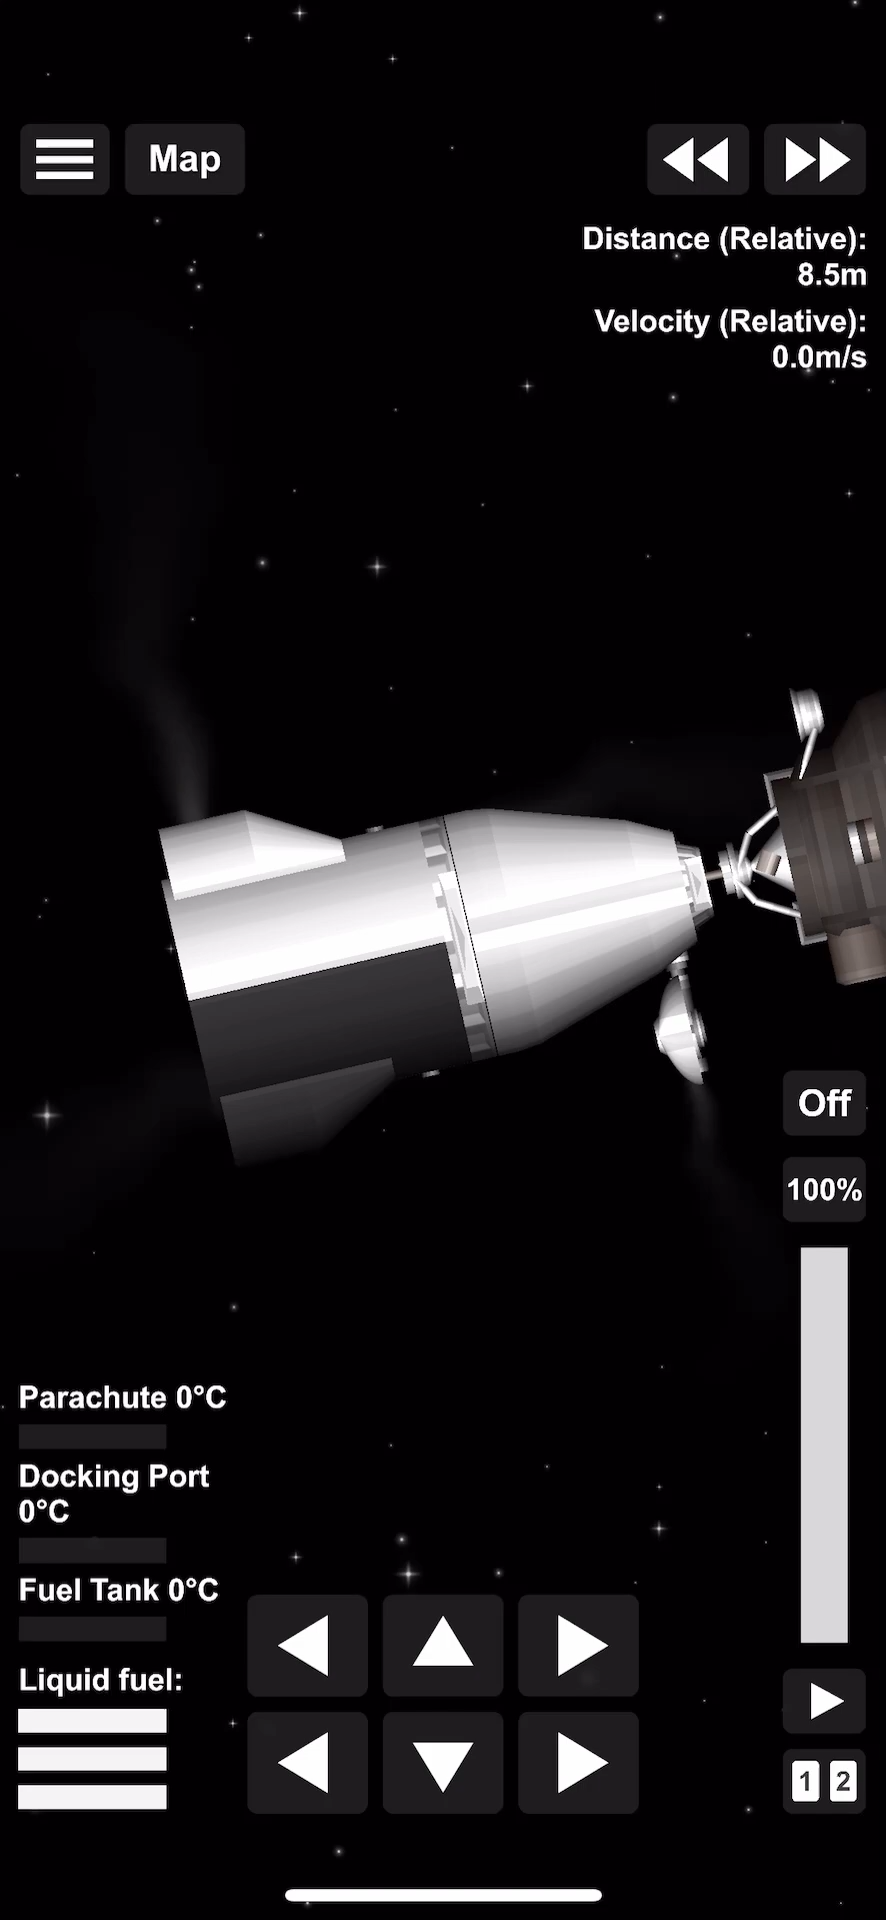 Map
Distance (Relative):
8.5m
Velocity (Relative):
0.0m/s
Off
100%
Parachute 0°C
Docking Port
0°C
Fuel Tank 0°C
Liquid fuel:
1 2